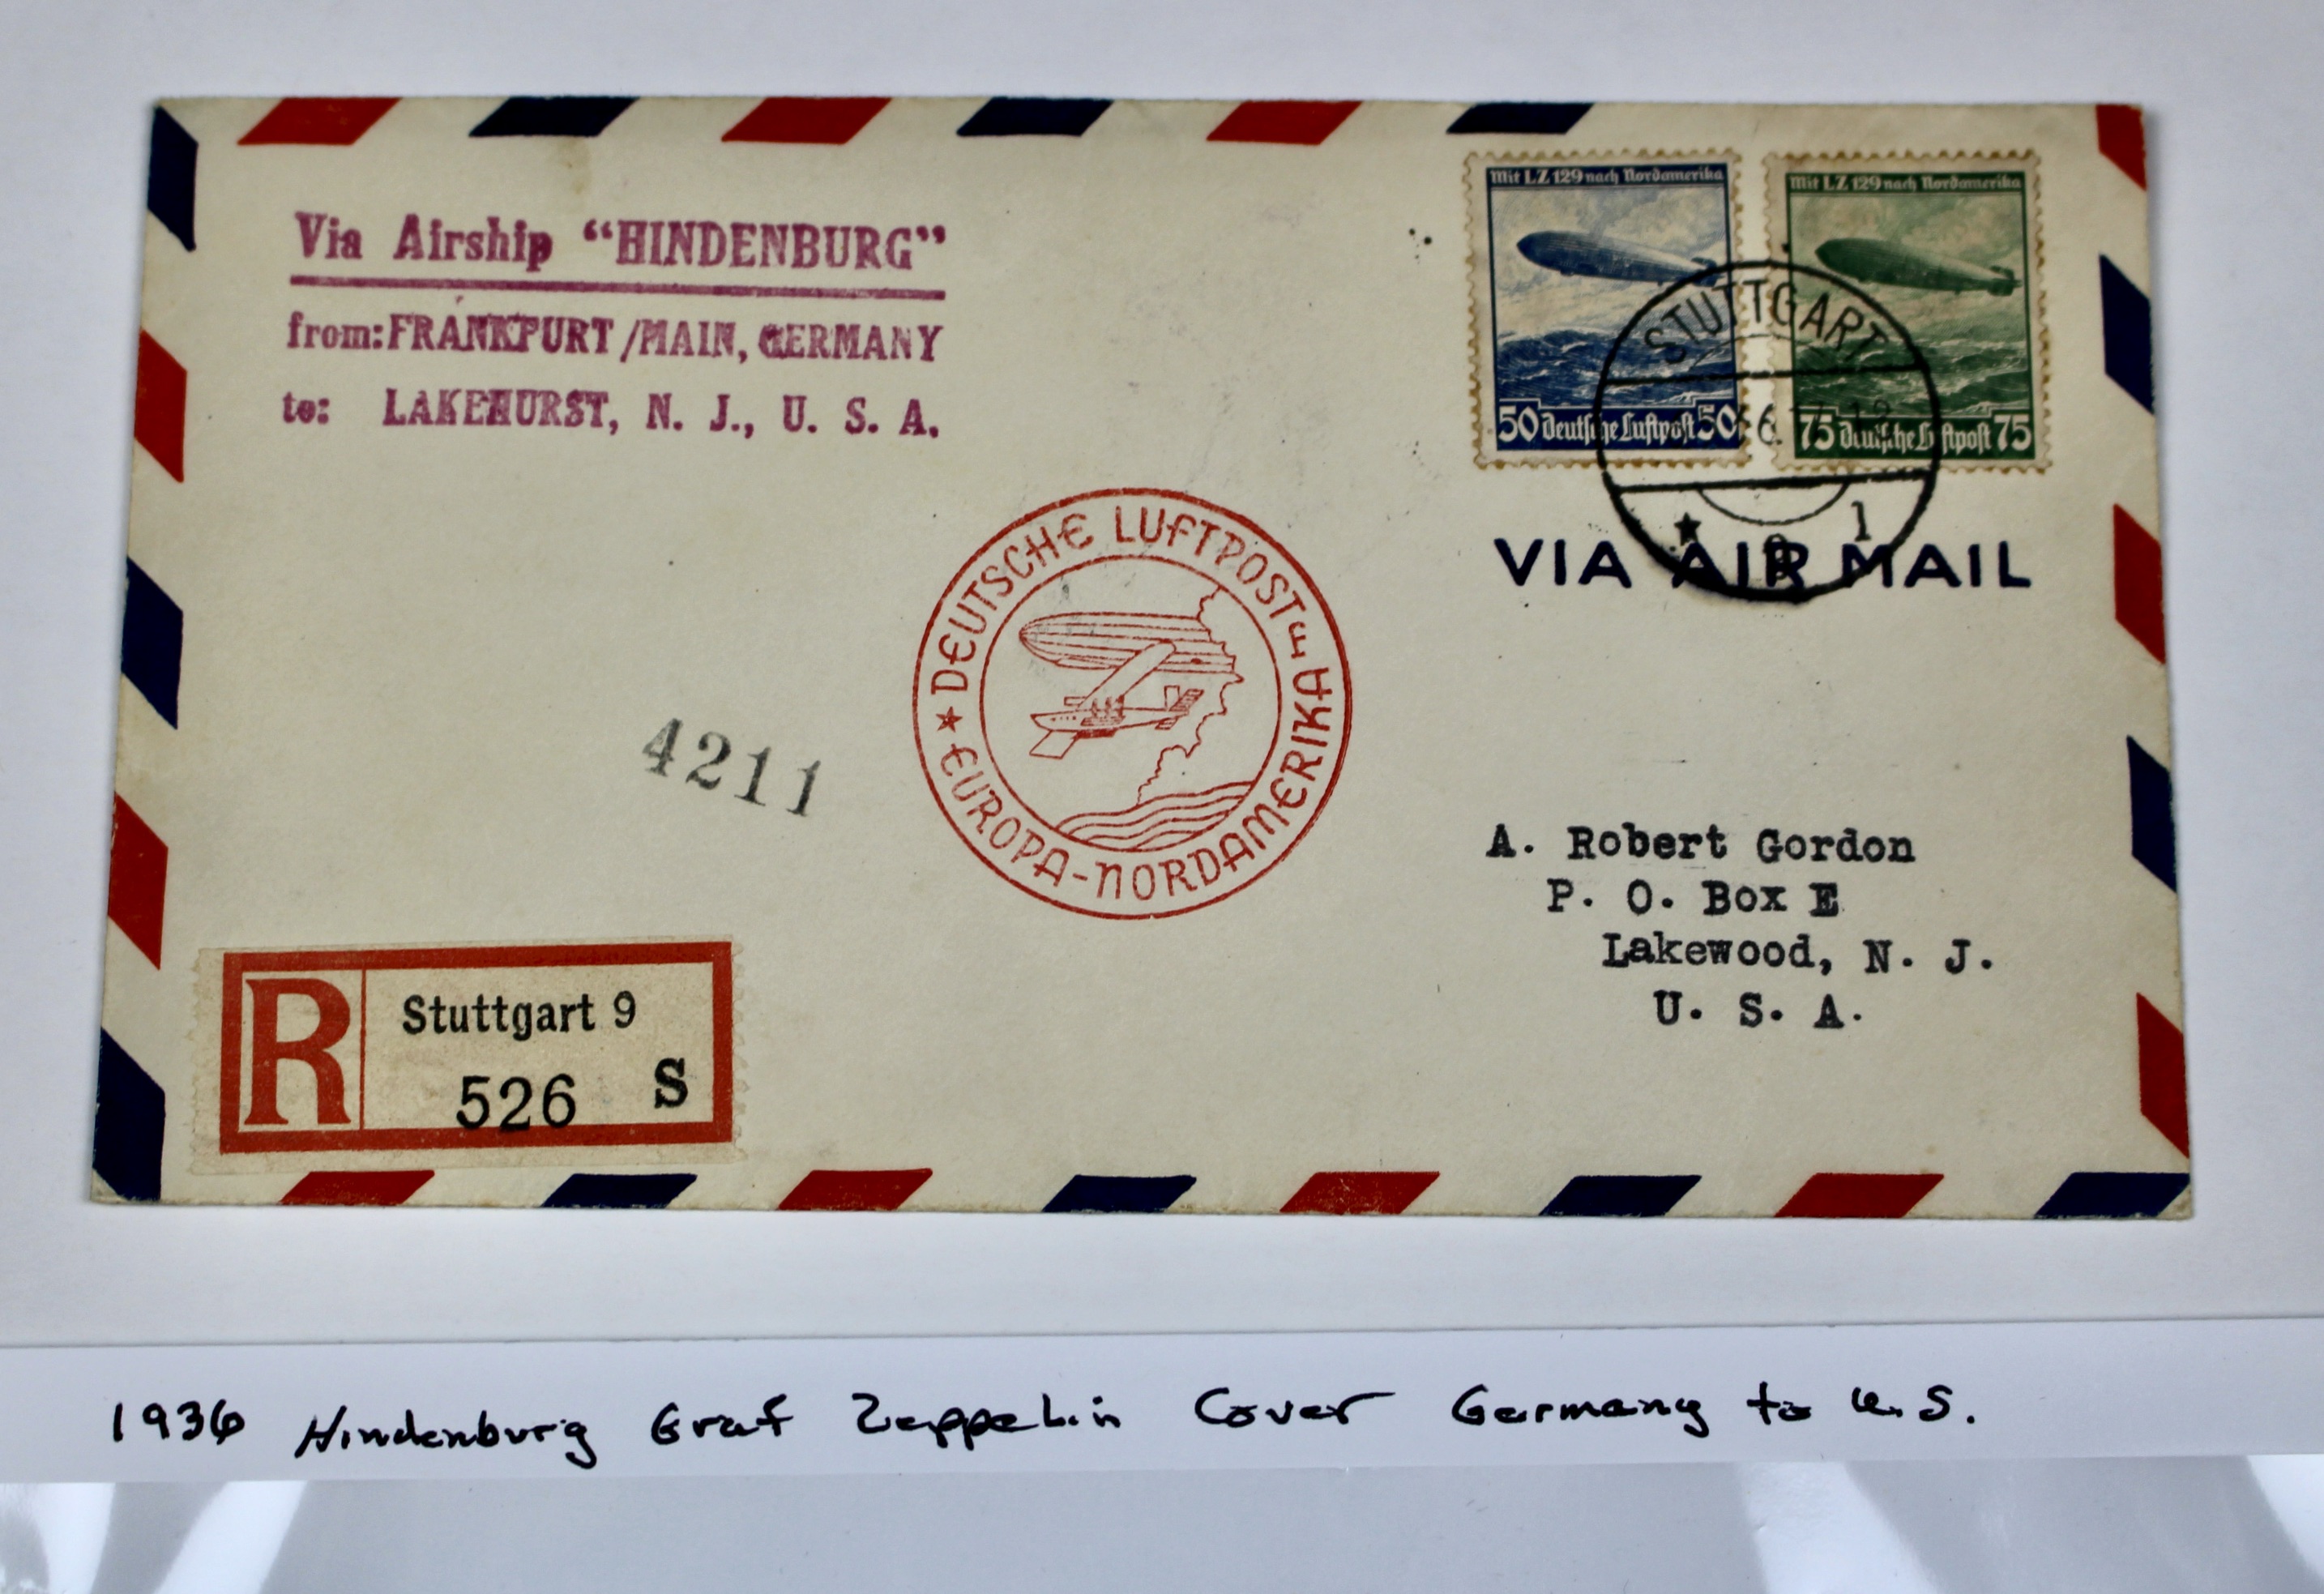 Via Airship “HINDENBURG”
from: FRANKFURT/MAIN, GERMANY
to: LAKEHURST, N. J., U. S. A.
Mit LZ 129 nach Nordamerika
50 Deutsche Luftpost 50
Mit LZ 129 nach Nordamerika
75 Deutsche Luftpost 75
STUTTGART
★ 9 1
VIA AIR MAIL
★ DEUTSCHE LUFTPOST
EUROPA-NORDAMERIKA
4211
A. Robert Gordon
P. O. Box E
Lakewood, N. J.
U. S. A.
R Stuttgart 9
526 S
1936 Hindenburg Graf Zeppelin Cover Germany to U.S.